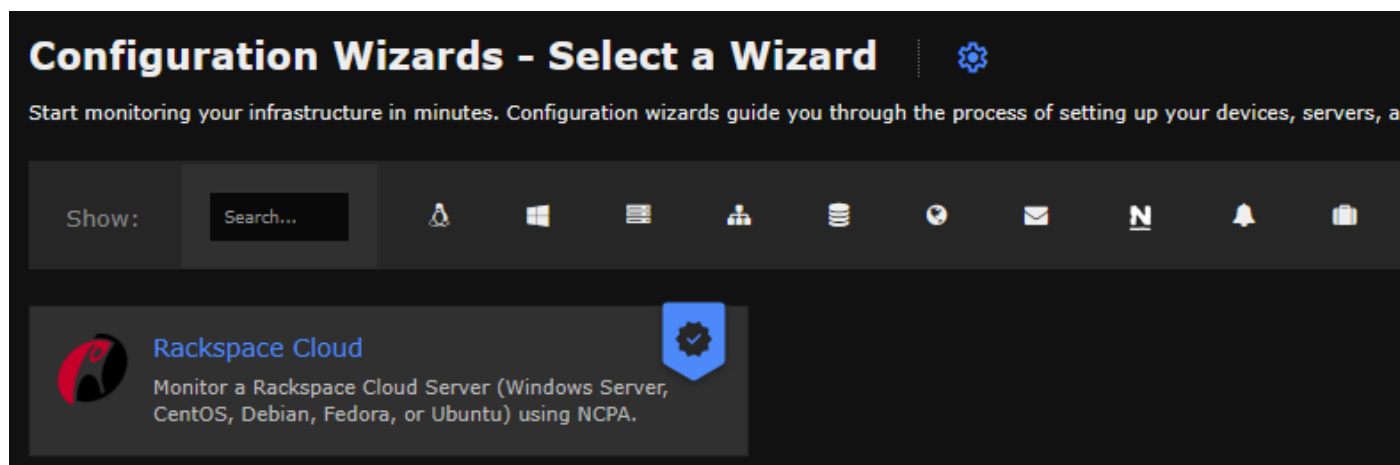 Configuration Wizards - Select a Wizard
Start monitoring your infrastructure in minutes. Configuration wizards guide you through the process of setting up your devices, servers, a
Show:
Search...
N
Rackspace Cloud
Monitor a Rackspace Cloud Server (Windows Server,
CentOS, Debian, Fedora, or Ubuntu) using NCPA.